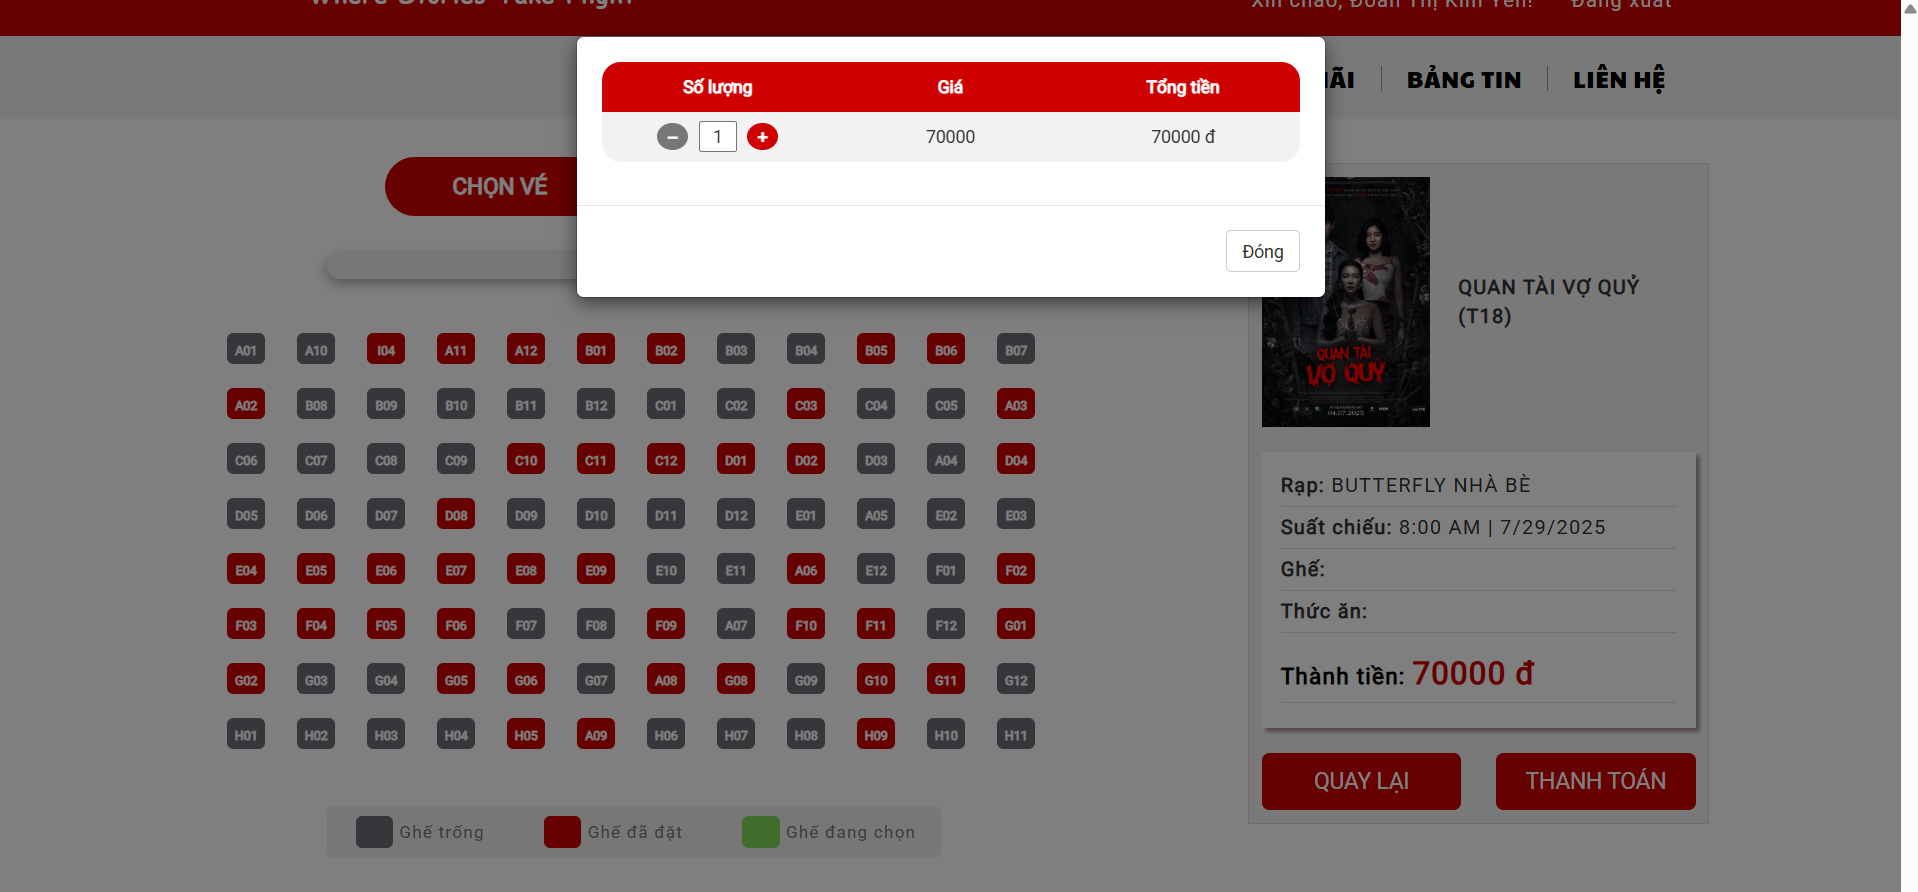 Where Stories Take Flight
Xin chào, Đoàn Thị Kim Yến!
Đăng xuất
BẢNG TIN
LIÊN HỆ
Số lượng Giá Tổng tiền
1 70000 70000 đ
Đóng
CHỌN VÉ
A01 A10 I04 A11 A12 B01 B02 B03 B04 B05 B06 B07
A02 B08 B09 B10 B11 B12 C01 C02 C03 C04 C05 A03
C06 C07 C08 C09 C10 C11 C12 D01 D02 D03 A04 D04
D05 D06 D07 D08 D09 D10 D11 D12 E01 A05 E02 E03
E04 E05 E06 E07 E08 E09 E10 E11 A06 E12 F01 F02
F03 F04 F05 F06 F07 F08 F09 A07 F10 F11 F12 G01
G02 G03 G04 G05 G06 G07 A08 G08 G09 G10 G11 G12
H01 H02 H03 H04 H05 A09 H06 H07 H08 H09 H10 H11
Ghế trống Ghế đã đặt Ghế đang chọn
QUAN TÀI
VỢ QUỶ
04.07.2025
QUAN TÀI VỢ QUỶ
(T18)
Rạp: BUTTERFLY NHÀ BÈ
Suất chiếu: 8:00 AM | 7/29/2025
Ghế:
Thức ăn:
Thành tiền: 70000 đ
QUAY LẠI
THANH TOÁN